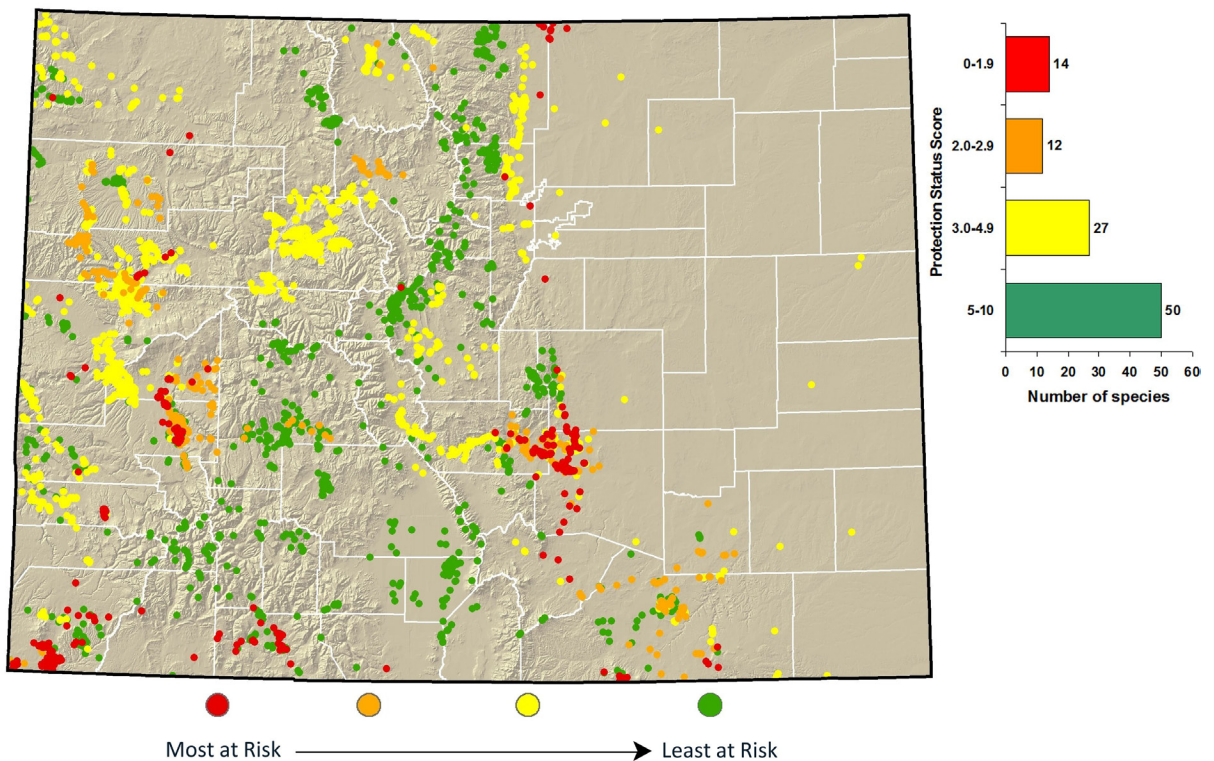 0-1.9
14
2.0-2.9
12
3.0-4.9
27
5-10
50
Protection Status Score
0 10 20 30 40 50 60
Number of species
Most at Risk
Least at Risk